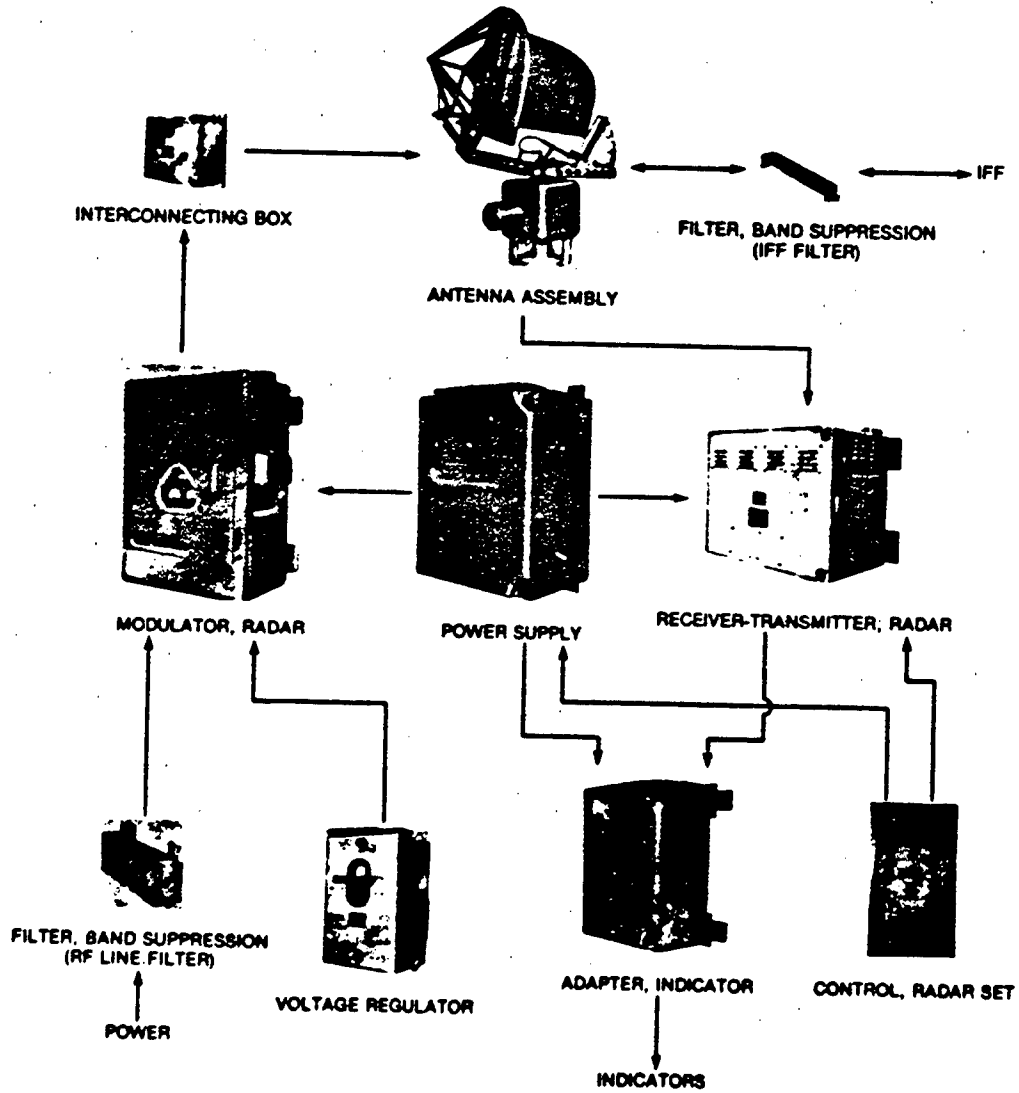 INTERCONNECTING BOX
IFF
FILTER, BAND SUPPRESSION
(IFF FILTER)
ANTENNA ASSEMBLY
MODULATOR, RADAR
POWER SUPPLY
RECEIVER-TRANSMITTER; RADAR
FILTER, BAND SUPPRESSION
(RF LINE FILTER)
POWER
VOLTAGE REGULATOR
ADAPTER, INDICATOR
CONTROL, RADAR SET
INDICATORS